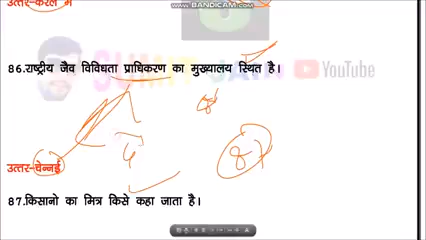 उत्तर-केरल में
WWW.BANDICAM.COM
86.राष्ट्रीय जैव विविधता प्राधिकरण का मुख्यालय स्थित है।
YouTube
उत्तर-चेन्नई
87.किसानो का मित्र किसे कहा जाता है।